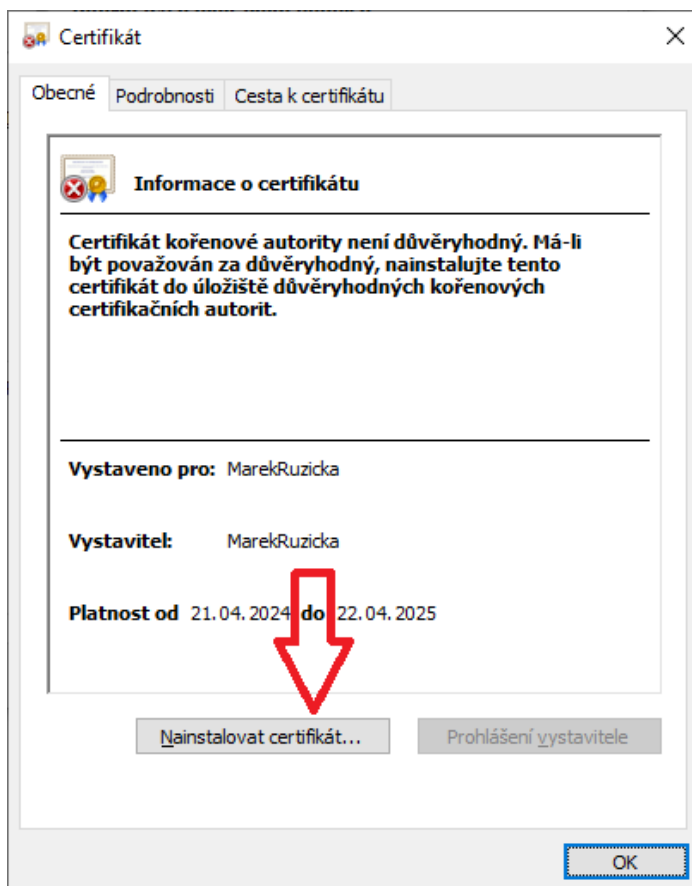 Certifikát
Obecné Podrobnosti Cesta k certifikátu
Informace o certifikátu
Certifikát kořenové autority není důvěryhodný. Má-li
být považován za důvěryhodný, nainstalujte tento
certifikát do úložiště důvěryhodných kořenových
certifikačních autorit.
Vystaveno pro: MarekRuzicka
Vystavitel: MarekRuzicka
Platnost od 21.04.2024 do 22.04.2025
Nainstalovat certifikát... Prohlášení vystavitele
OK